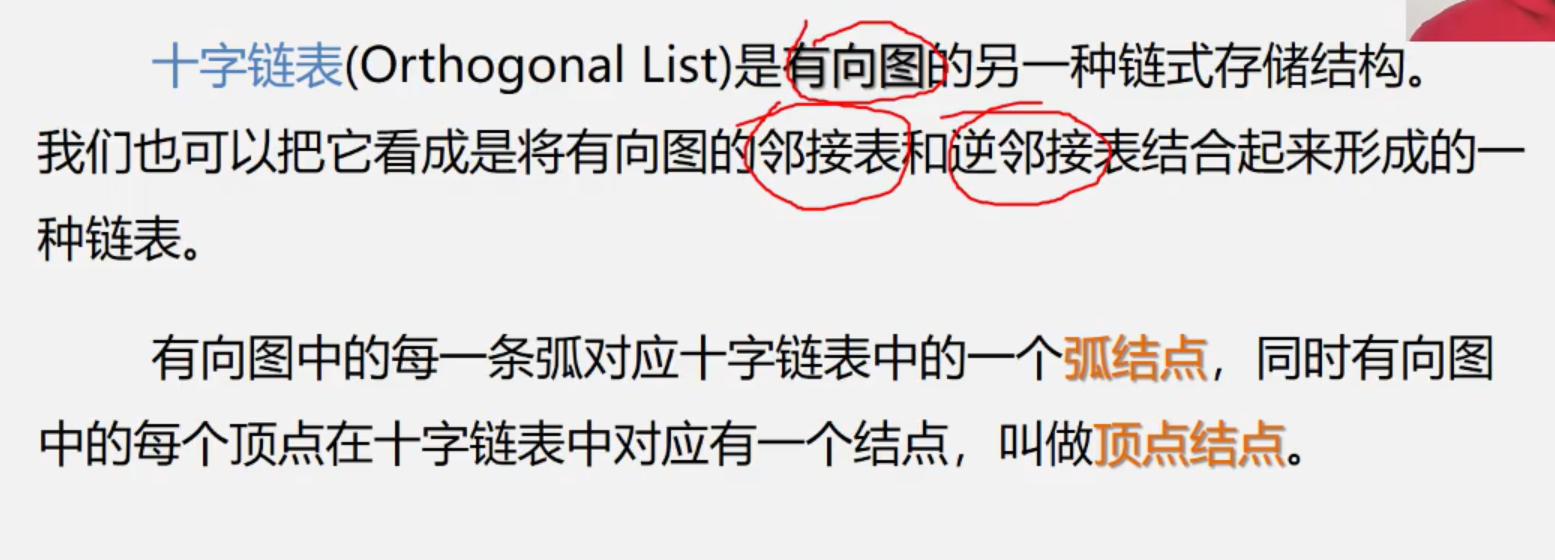 十字链表(Orthogonal List)是有向图的另一种链式存储结构。
我们也可以把它看成是将有向图的邻接表和逆邻接表结合起来形成的一
种链表。
有向图中的每一条弧对应十字链表中的一个弧结点，同时有向图
中的每个顶点在十字链表中对应有一个结点，叫做顶点结点。